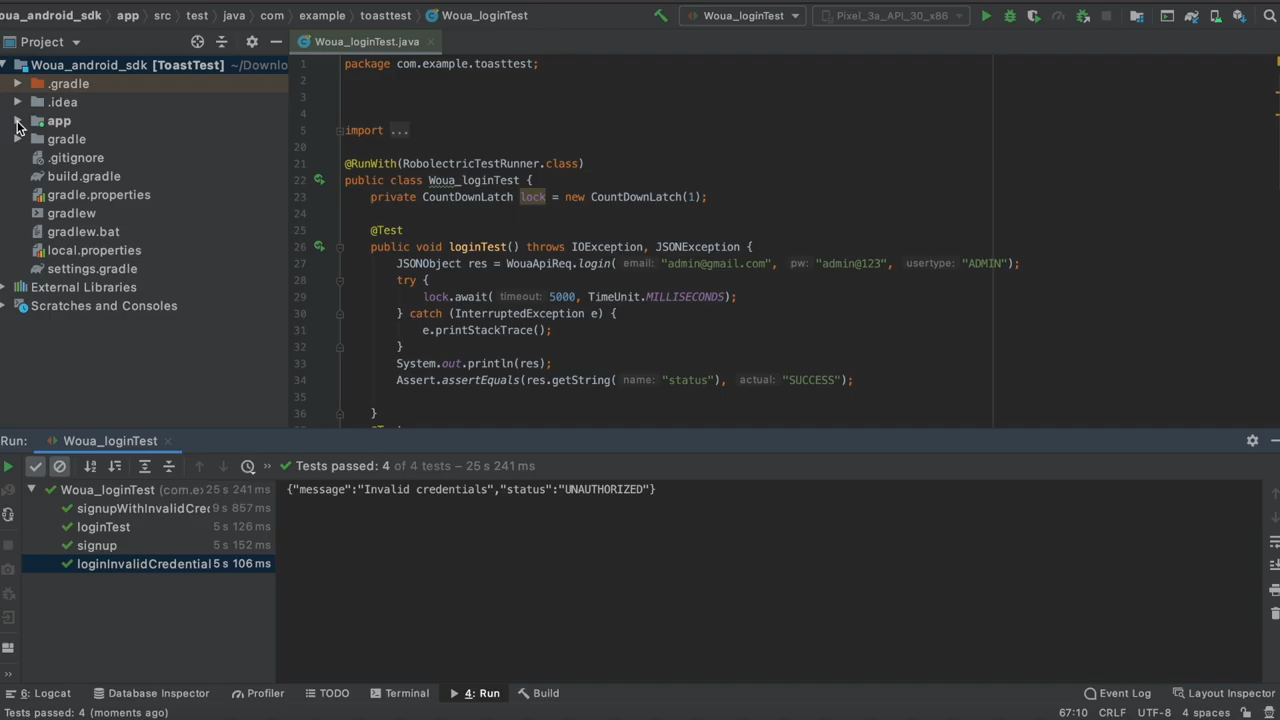 oua_android_sdk app src test java com example toasttest Woua_loginTest Woua_loginTest Pixel_3a_API_30_x86
Project
Woua_loginTest.java
Woua_android_sdk [ToastTest] ~/Downlo
.gradle
.idea
app
gradle
.gitignore
build.gradle
gradle.properties
gradlew
gradlew.bat
local.properties
settings.gradle
External Libraries
Scratches and Consoles
1 package com.example.toasttest;
2
3
4
5 import ...
20
21 @RunWith(RobolectricTestRunner.class)
22 public class Woua_loginTest {
23 private CountDownLatch lock = new CountDownLatch(1);
24
25 @Test
26 public void loginTest() throws IOException, JSONException {
27 JSONObject res = WouaApiReq.login( email: "admin@gmail.com", pw: "admin@123", usertype: "ADMIN");
28 try {
29 lock.await( timeout: 5000, TimeUnit.MILLISECONDS);
30 } catch (InterruptedException e) {
31 e.printStackTrace();
32 }
33 System.out.println(res);
34 Assert.assertEquals(res.getString( name: "status"), actual: "SUCCESS");
35
36 }
Run: Woua_loginTest
Tests passed: 4 of 4 tests – 25 s 241 ms
Woua_loginTest (com.e 25 s 241 ms
signupWithInvalidCre 9 s 857 ms
loginTest 5 s 126 ms
signup 5 s 152 ms
loginInvalidCredential 5 s 106 ms
{"message":"Invalid credentials","status":"UNAUTHORIZED"}
6: Logcat Database Inspector Profiler TODO Terminal 4: Run Build Event Log Layout Inspector
Tests passed: 4 (moments ago) 67:10 CRLF UTF-8 4 spaces